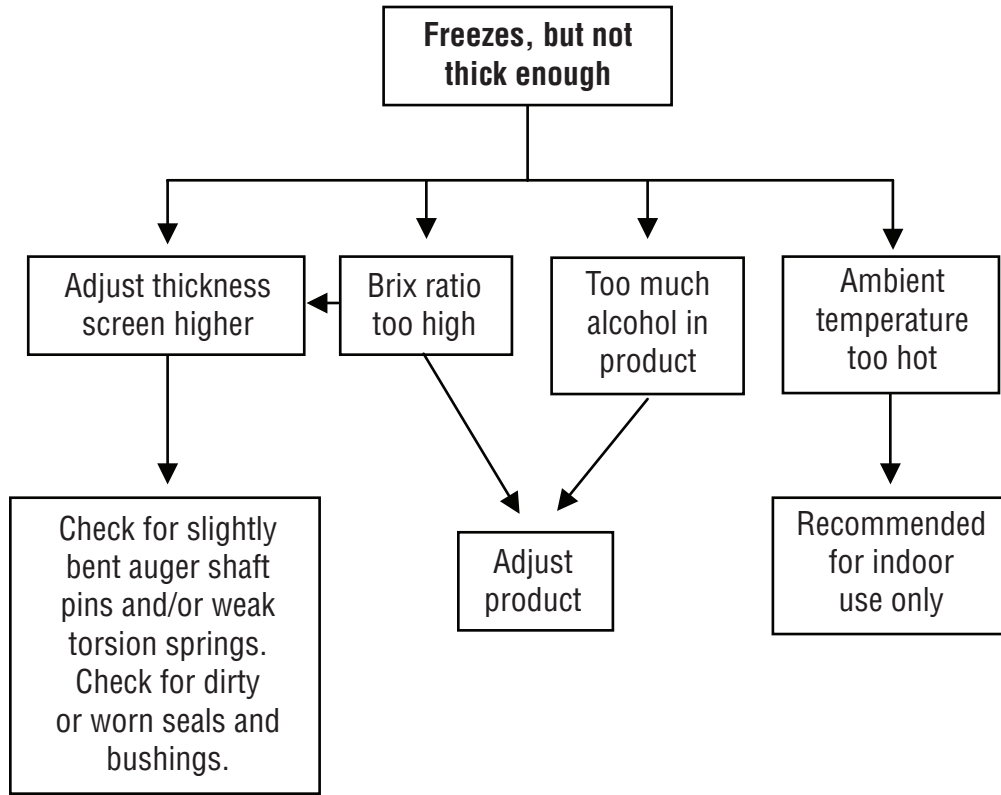 Freezes, but not
thick enough
Adjust thickness
screen higher
Brix ratio
too high
Too much
alcohol in
product
Ambient
temperature
too hot
Check for slightly
bent auger shaft
pins and/or weak
torsion springs.
Check for dirty
or worn seals and
bushings.
Adjust
product
Recommended
for indoor
use only